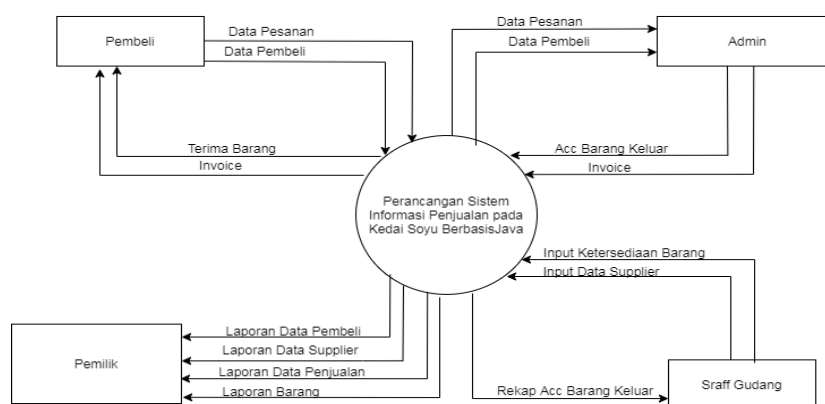 Pembeli
Data Pesanan
Data Pembeli
Data Pesanan
Data Pembeli
Admin
Terima Barang
Invoice
Acc Barang Keluar
Invoice
Perancangan Sistem
Informasi Penjualan pada
Kedai Soyu BerbasisJava
Input Ketersediaan Barang
Input Data Supplier
Pemilik
Laporan Data Pembeli
Laporan Data Supplier
Laporan Data Penjualan
Laporan Barang
Rekap Acc Barang Keluar
Sraff Gudang